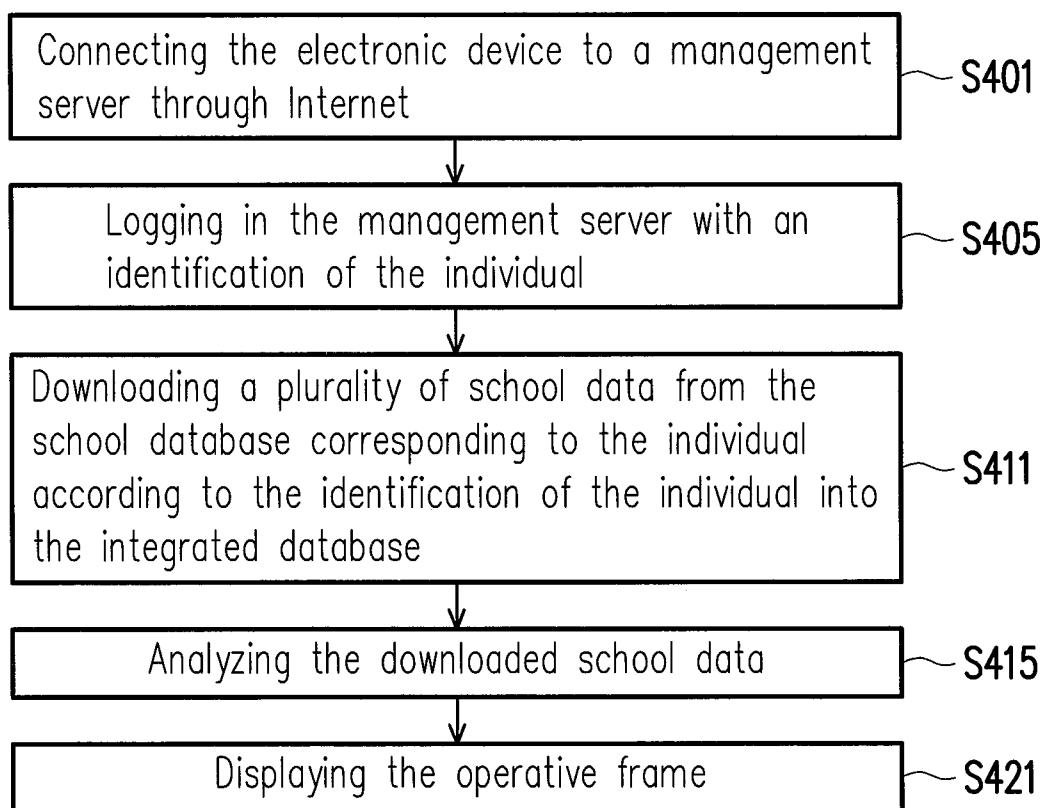 Connecting the electronic device to a management
server through Internet
S401
Logging in the management server with an
identification of the individual
S405
Downloading a plurality of school data from the
school database corresponding to the individual
according to the identification of the individual into
the integrated database
S411
Analyzing the downloaded school data
S415
Displaying the operative frame
S421